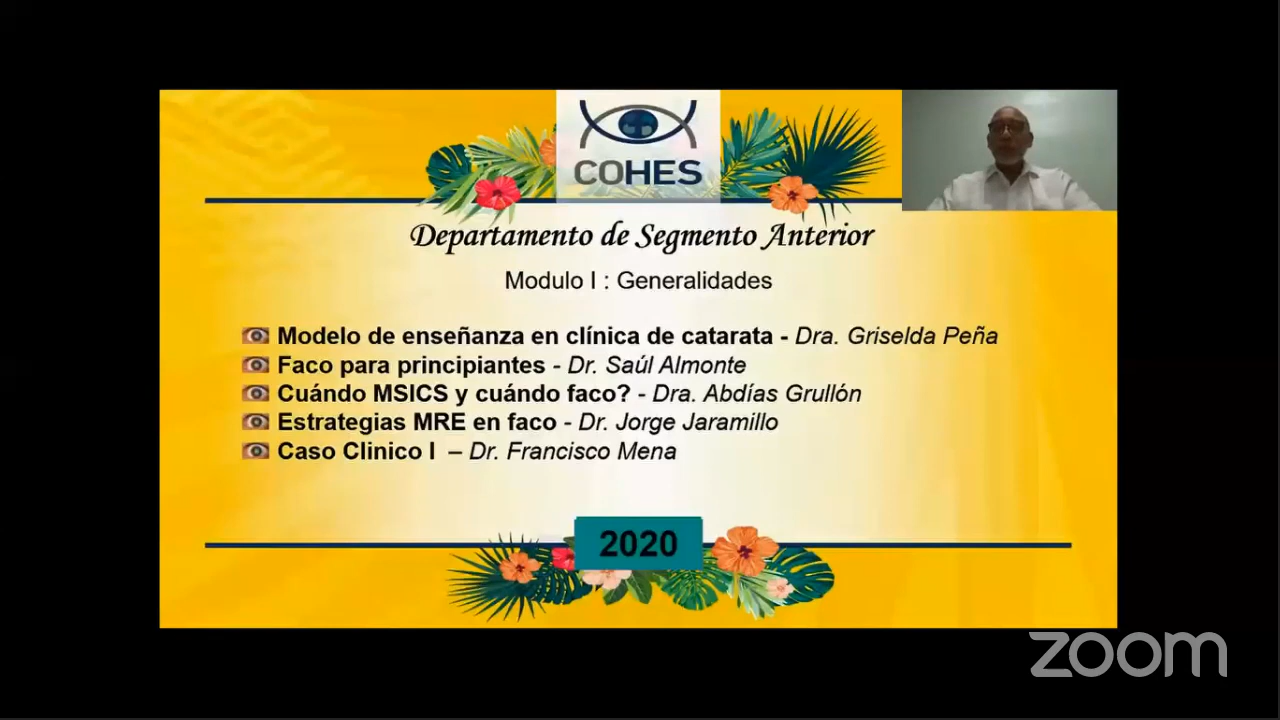 COHES
Departamento de Segmento Anterior
Modulo I : Generalidades
Modelo de enseñanza en clínica de catarata - Dra. Griselda Peña
Faco para principiantes - Dr. Saúl Almonte
Cuándo MSICS y cuándo faco? - Dra. Abdías Grullón
Estrategias MRE en faco - Dr. Jorge Jaramillo
Caso Clinico I – Dr. Francisco Mena
2020
zoom